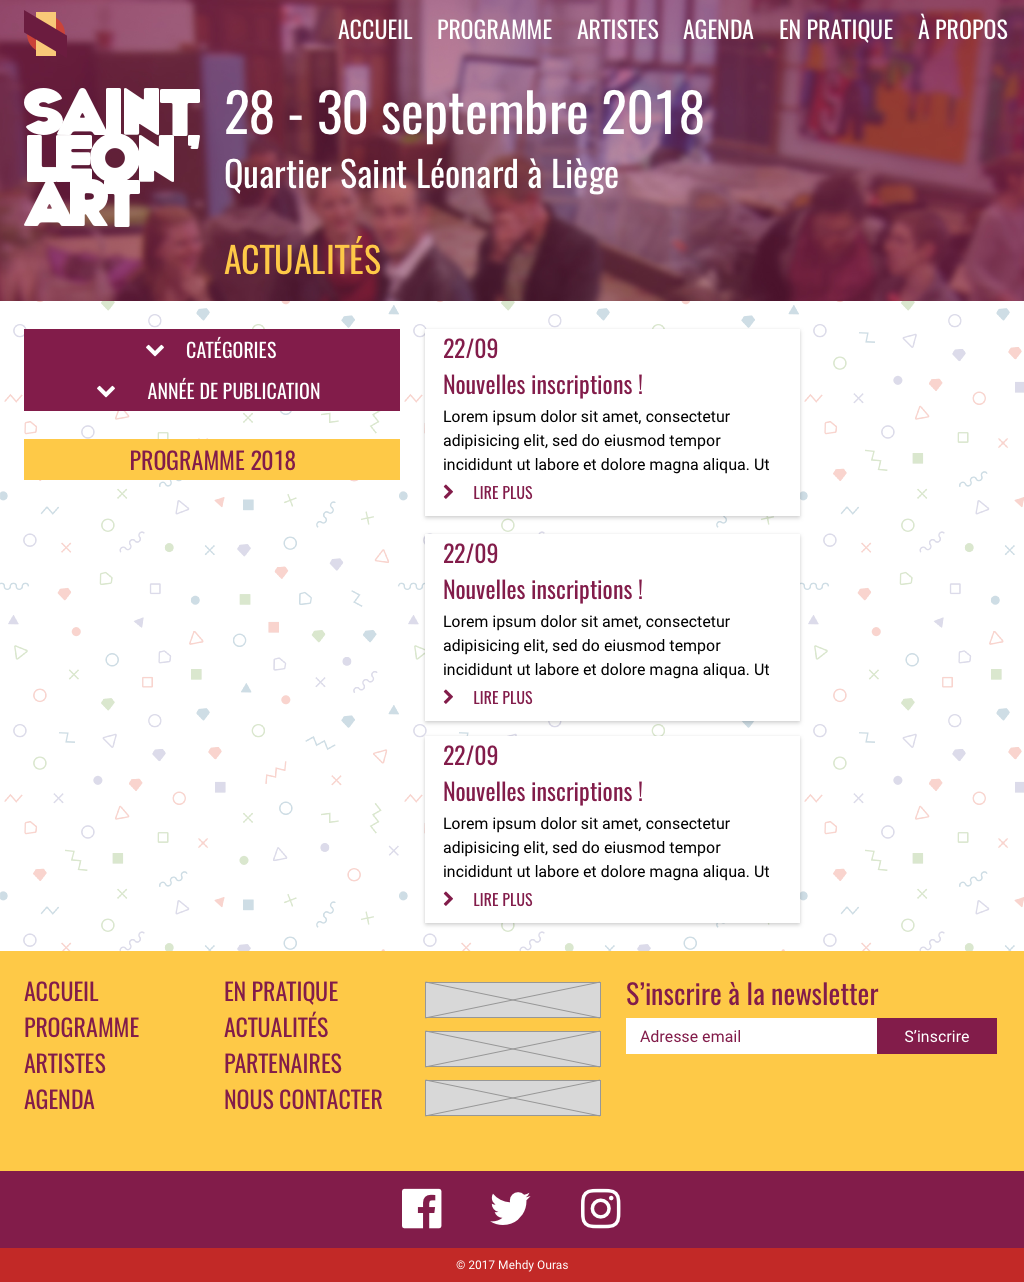 ACCUEIL PROGRAMME ARTISTES AGENDA EN PRATIQUE À PROPOS
SAINT
LÉON'
ART
28 - 30 septembre 2018
Quartier Saint Léonard à Liège
ACTUALITÉS
CATÉGORIES
ANNÉE DE PUBLICATION
PROGRAMME 2018
22/09
Nouvelles inscriptions !
Lorem ipsum dolor sit amet, consectetur
adipisicing elit, sed do eiusmod tempor
incididunt ut labore et dolore magna aliqua. Ut
LIRE PLUS
22/09
Nouvelles inscriptions !
Lorem ipsum dolor sit amet, consectetur
adipisicing elit, sed do eiusmod tempor
incididunt ut labore et dolore magna aliqua. Ut
LIRE PLUS
22/09
Nouvelles inscriptions !
Lorem ipsum dolor sit amet, consectetur
adipisicing elit, sed do eiusmod tempor
incididunt ut labore et dolore magna aliqua. Ut
LIRE PLUS
ACCUEIL
PROGRAMME
ARTISTES
AGENDA
EN PRATIQUE
ACTUALITÉS
PARTENAIRES
NOUS CONTACTER
S’inscrire à la newsletter
Adresse email
S’inscrire
© 2017 Mehdy Ouras